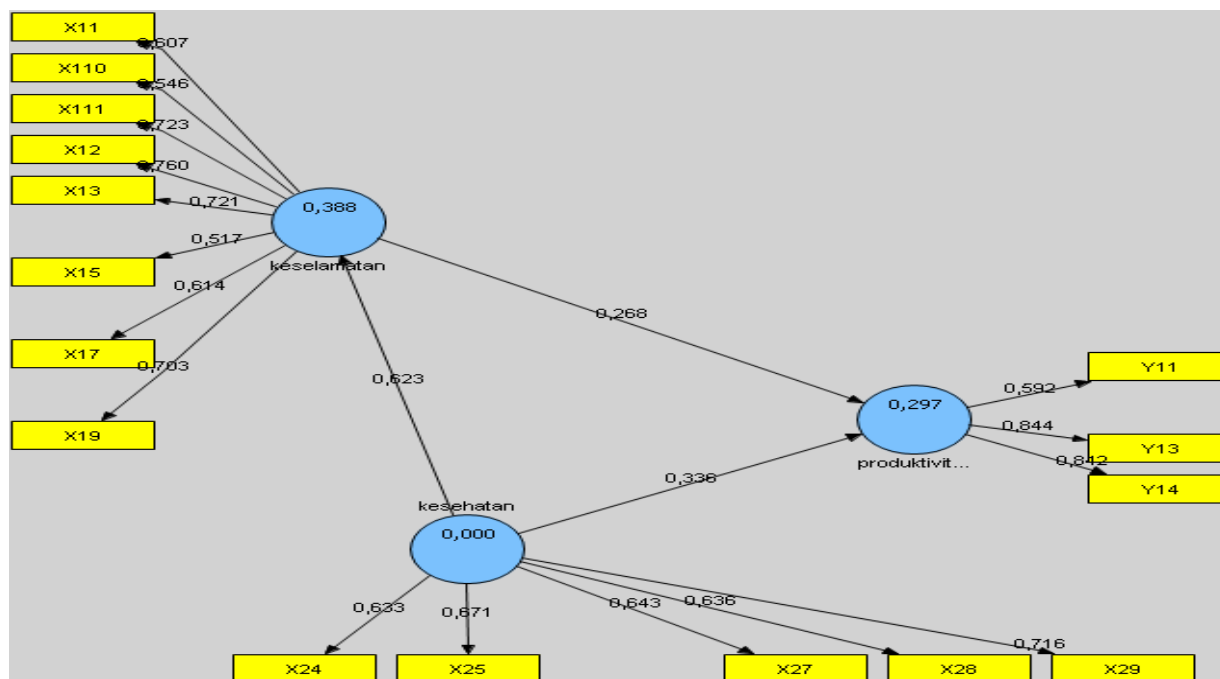 X11
0,607
X110
0,546
X111
0,723
X12
0,760
X13
0,721
0,388
keselamatan
0,517
X15
0,614
X17
0,703
X19
0,268
0,623
0,297
produktivit...
0,592
Y11
0,844
Y13
0,842
Y14
0,336
kesehatan
0,000
0,633
0,671
0,643
0,636
0,716
X24
X25
X27
X28
X29